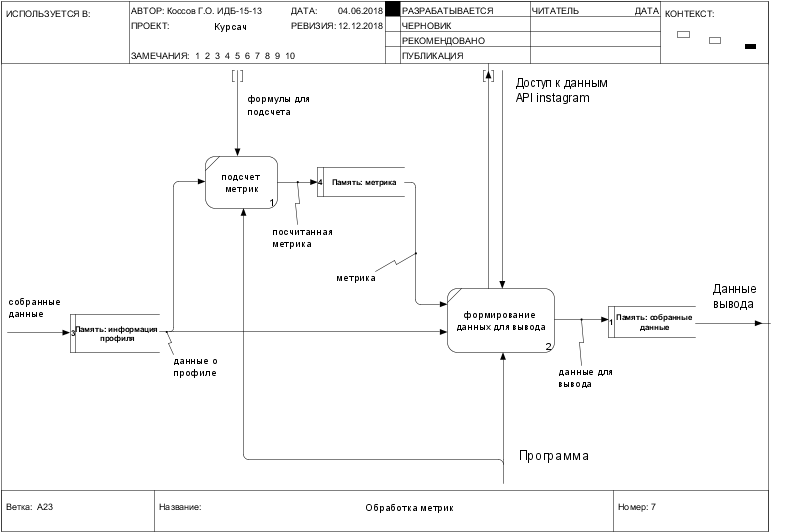 ИСПОЛЬЗУЕТСЯ В:
АВТОР: Коссов Г.О. ИДБ-15-13
ДАТА: 04.06.2018
РАЗРАБАТЫВАЕТСЯ
ЧИТАТЕЛЬ
ДАТА
КОНТЕКСТ:
ПРОЕКТ: Курсач
РЕВИЗИЯ: 12.12.2018
ЧЕРНОВИК
РЕКОМЕНДОВАНО
ЗАМЕЧАНИЯ: 1 2 3 4 5 6 7 8 9 10
ПУБЛИКАЦИЯ
Доступ к данным
API instagram
формулы для
подсчета
подсчет
метрик
1
4
Память: метрика
посчитанная
метрика
метрика
собранные
данные
3
Память: информация
профиля
данные о
профиле
формирование
данных для вывода
2
1
Память: собранные
данные
Данные
вывода
данные для
вывода
Программа
Ветка: A23
Название:
Обработка метрик
Номер: 7